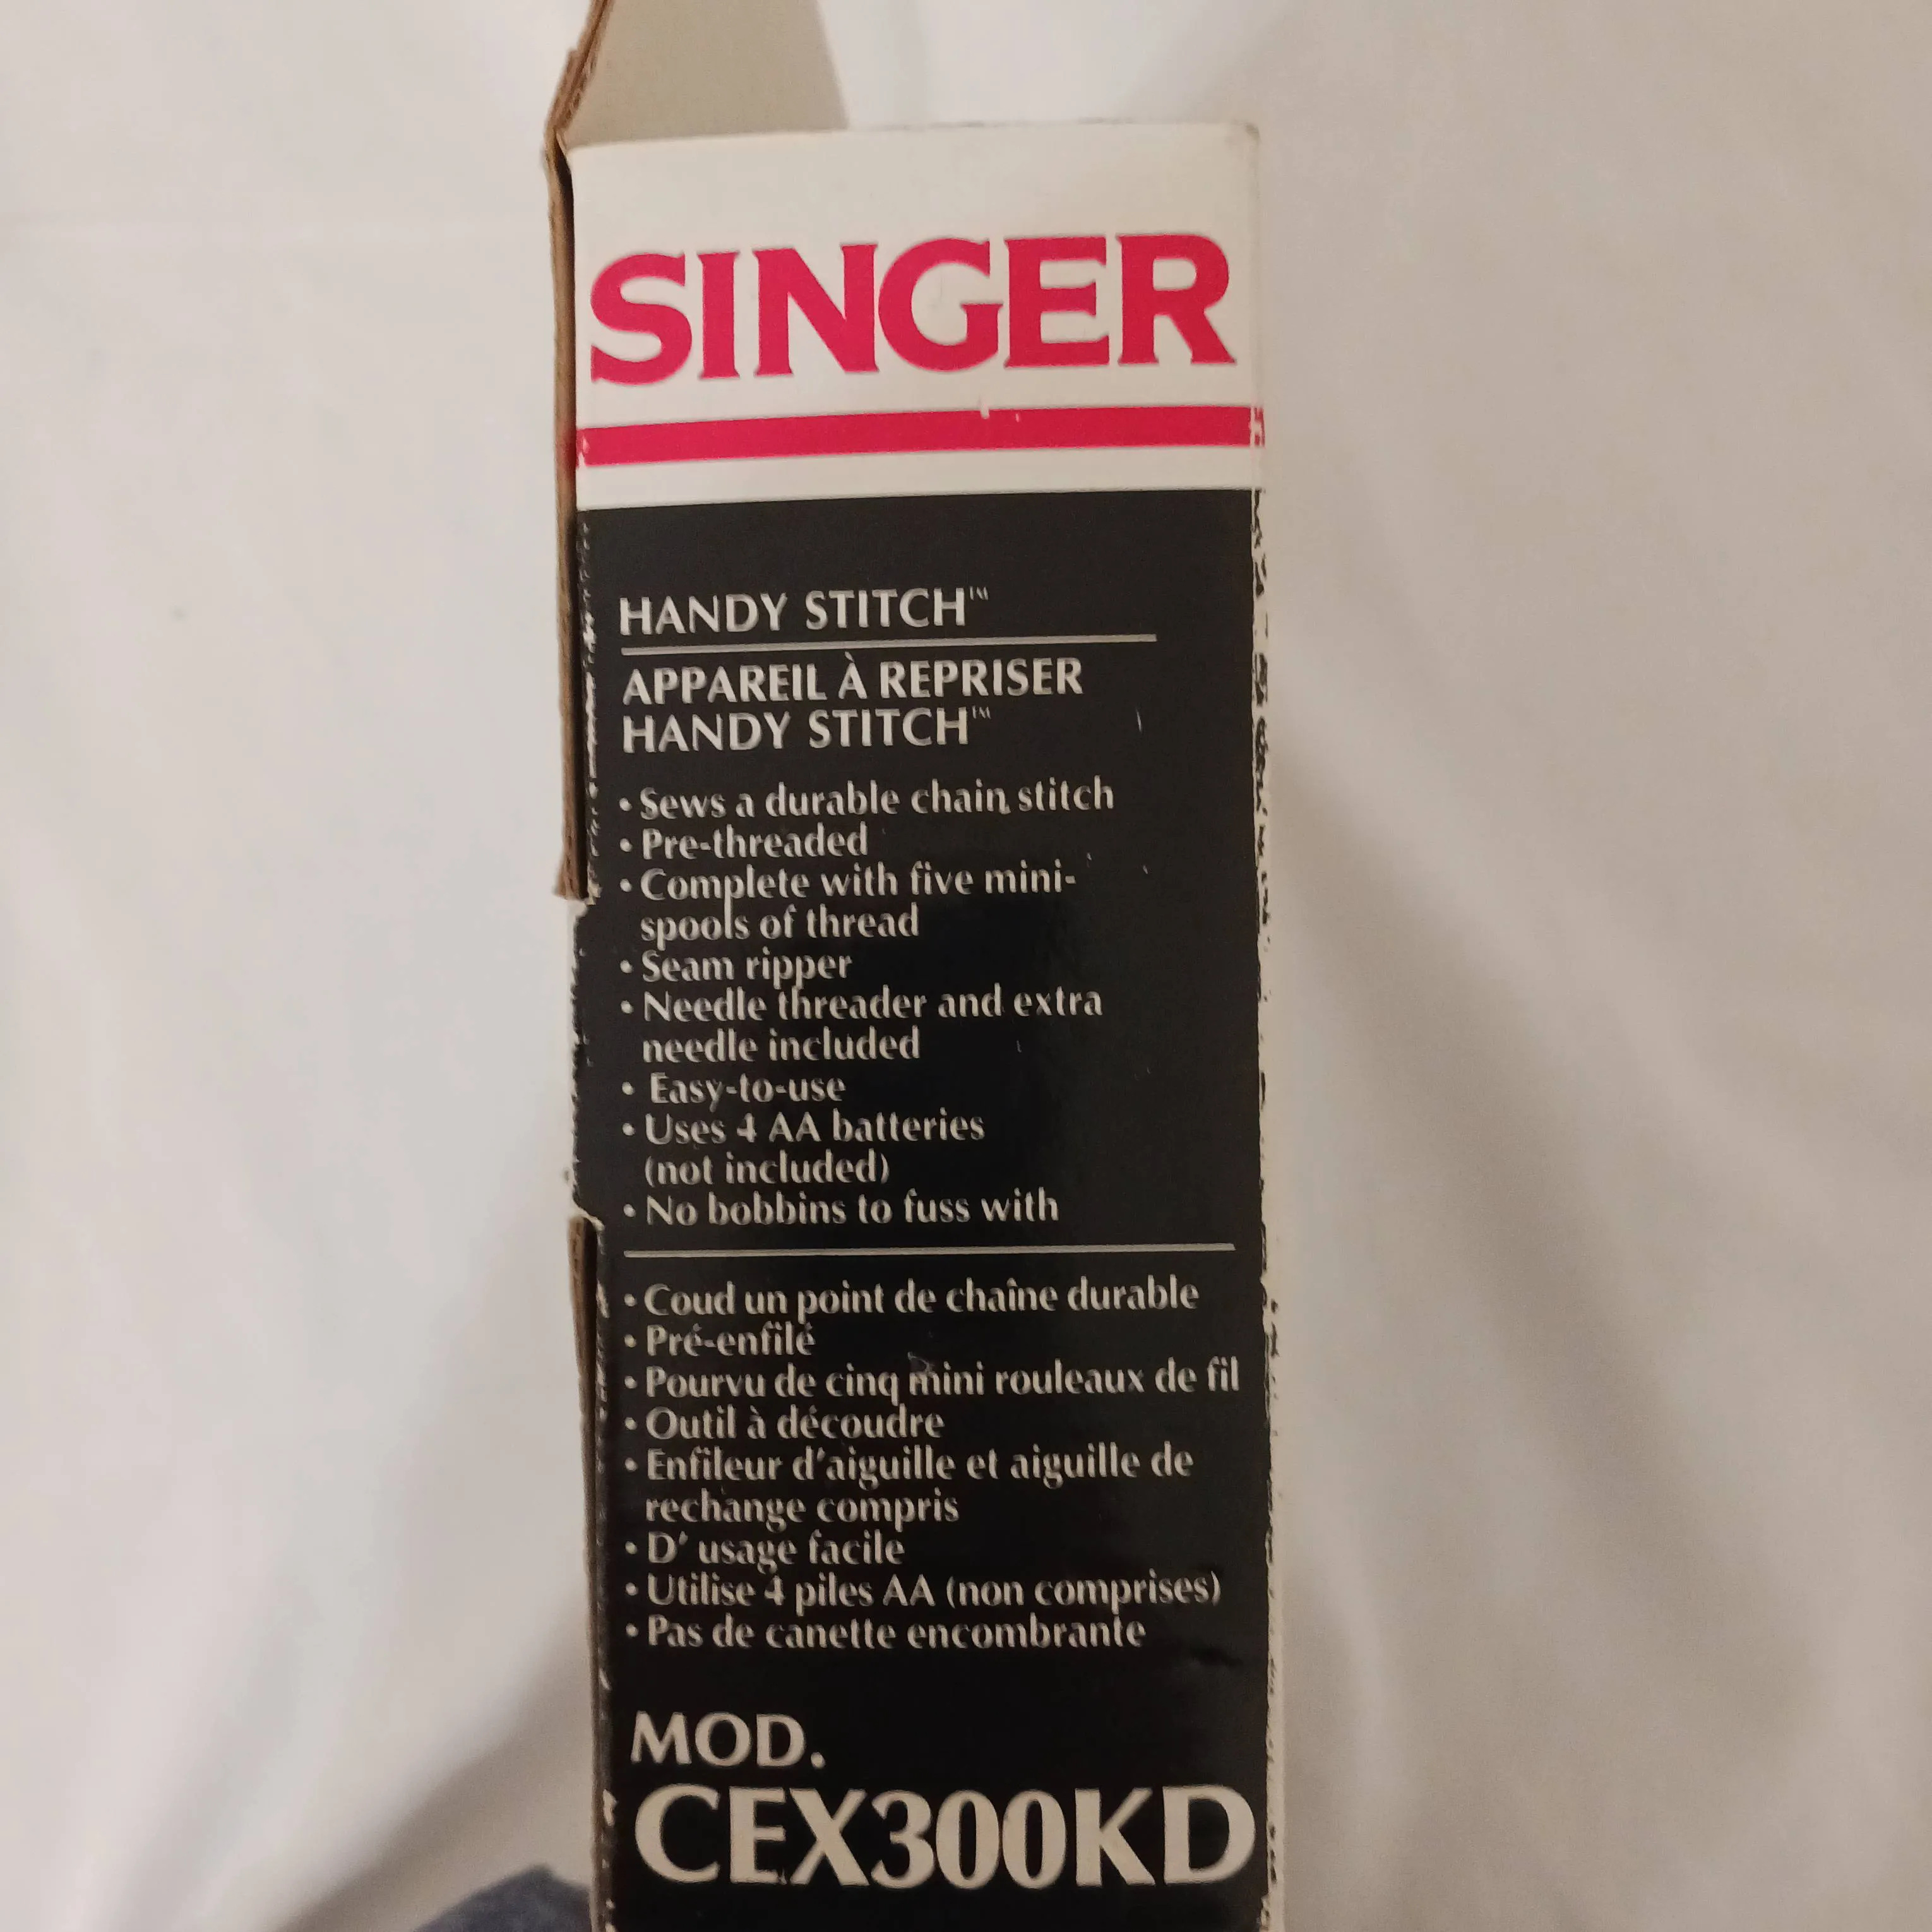 SINGER
HANDY STITCH™
APPAREIL À REPRISER
HANDY STITCH™
• Sews a durable chain stitch
• Pre-threaded
• Complete with five mini-
spools of thread
• Seam ripper
• Needle threader and extra
needle included
• Easy-to-use
• Uses 4 AA batteries
(not included)
• No bobbins to fuss with
• Coud un point de chaîne durable
• Pré-enfilé
• Pourvu de cinq mini rouleaux de fil
• Outil à découdre
• Enfileur d'aiguille et aiguille de
rechange compris
• D' usage facile
• Utilise 4 piles AA (non comprises)
• Pas de canette encombrante
MOD.
CEX300KD